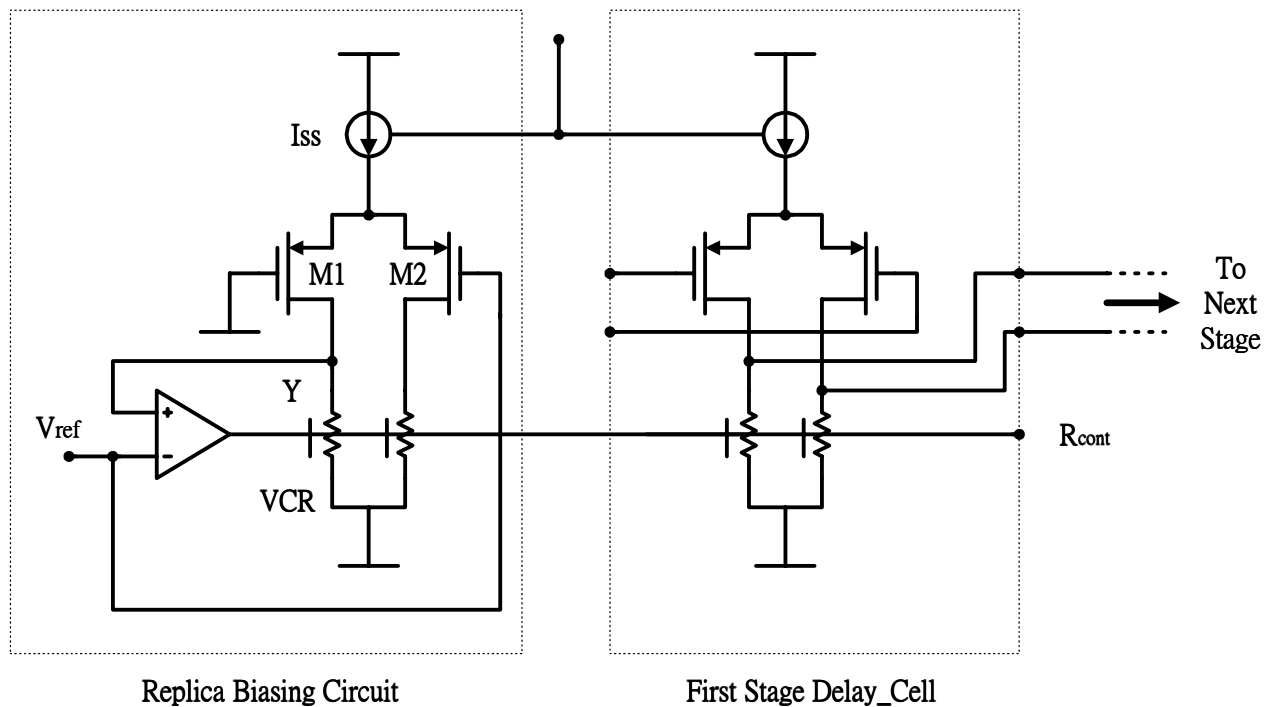 Iss
M1
M2
Y
Vref
+
-
VCR
Rcont
To
Next
Stage
Replica Biasing Circuit
First Stage Delay_Cell